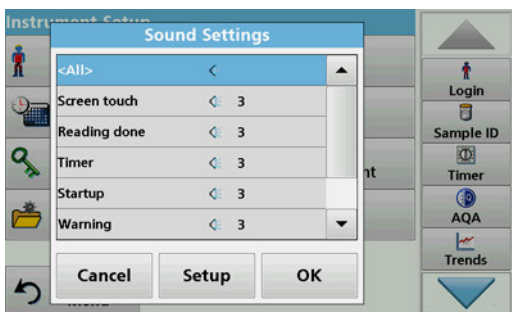 Instrument Setup
Sound Settings
<All> <
Screen touch 3
Reading done 3
Timer 3
Startup 3
Warning 3
Cancel Setup OK
nt
Login
Sample ID
Timer
AQA
Trends